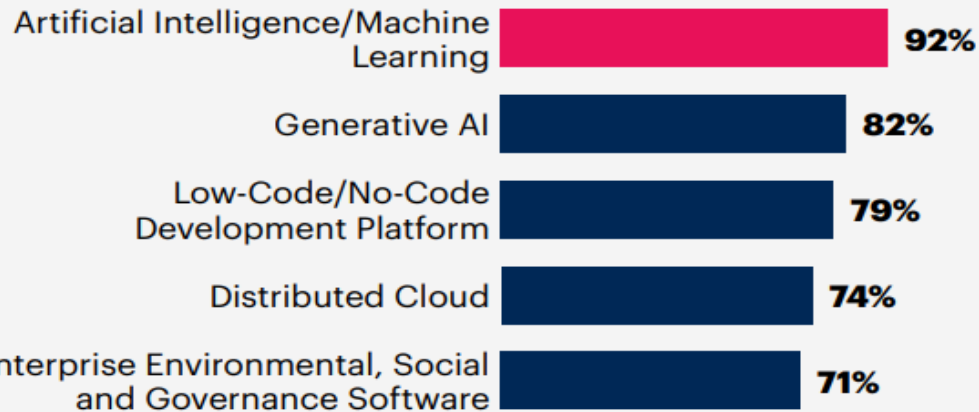 Artificial Intelligence/Machine
Learning
92%
Generative AI
82%
Low-Code/No-Code
Development Platform
79%
Distributed Cloud
74%
nterprise Environmental, Social
and Governance Software
71%